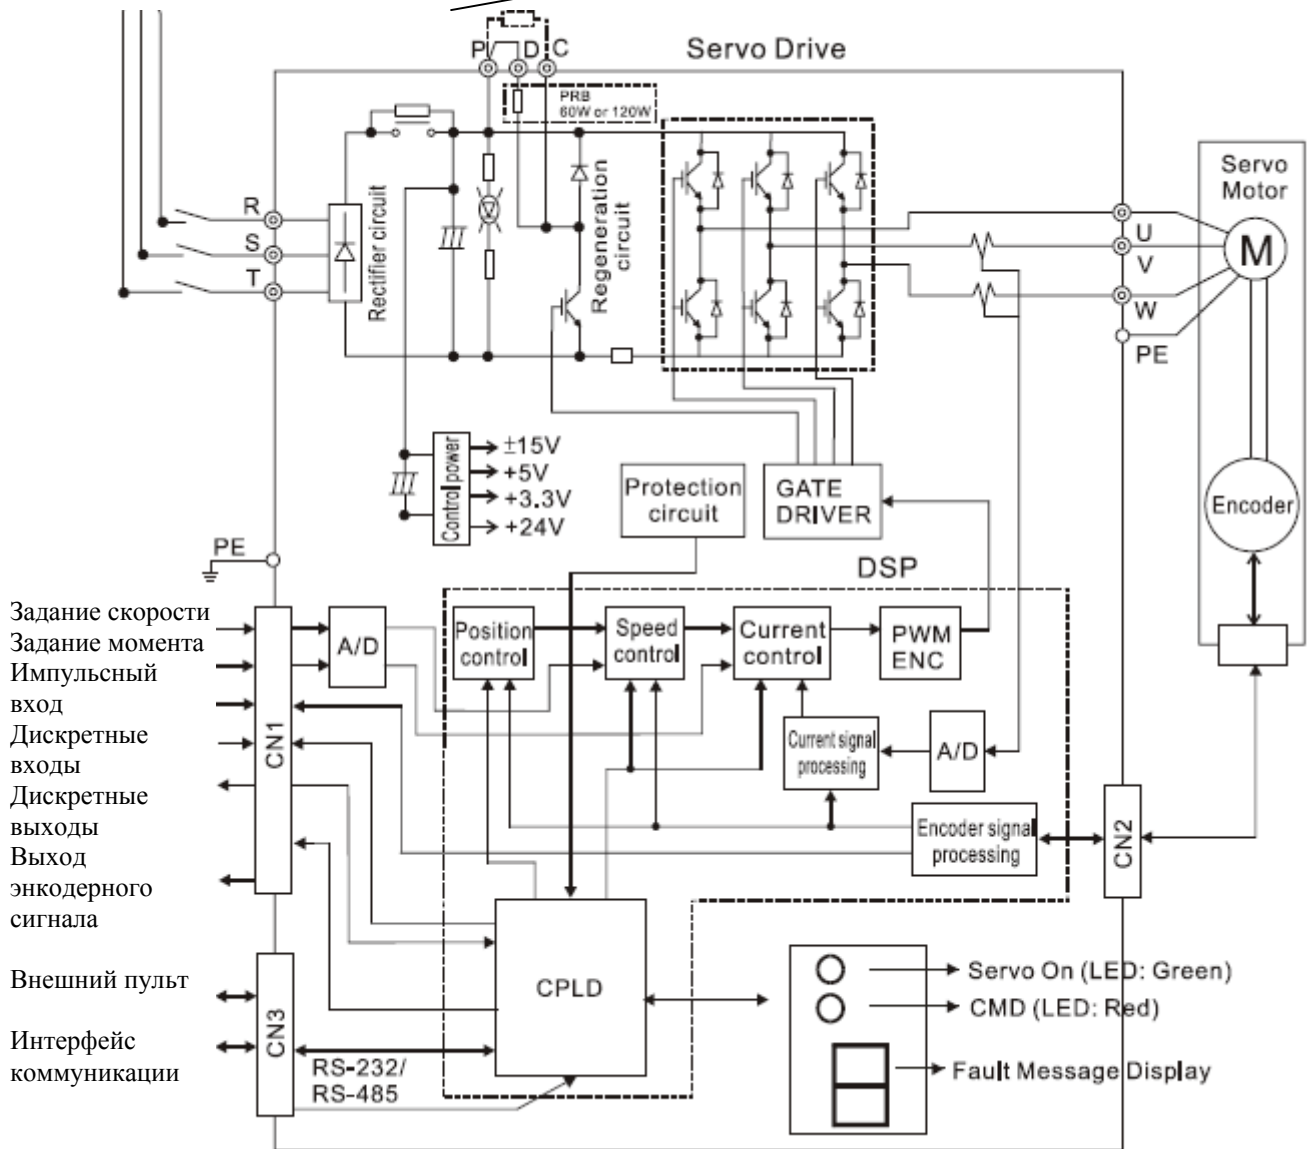 P D C
Servo Drive
PRB
60W or 120W
Servo
Motor
R
S
T
Rectifier circuit
Regeneration
circuit
U
V
W
PE
M
±15V
+5V
+3.3V
+24V
Control power
Protection
circuit
GATE
DRIVER
Encoder
PE
DSP
Задание скорости
Задание момента
Импульсный
вход
Дискретные
входы
Дискретные
выходы
Выход
энкодерного
сигнала
CN1
A/D
Position
control
Speed
control
Current
control
PWM
ENC
Current signal
processing
A/D
Encoder signal
processing
CN2
Внешний пульт
Интерфейс
коммуникации
CN3
RS-232/
RS-485
CPLD
Servo On (LED: Green)
CMD (LED: Red)
Fault Message Display